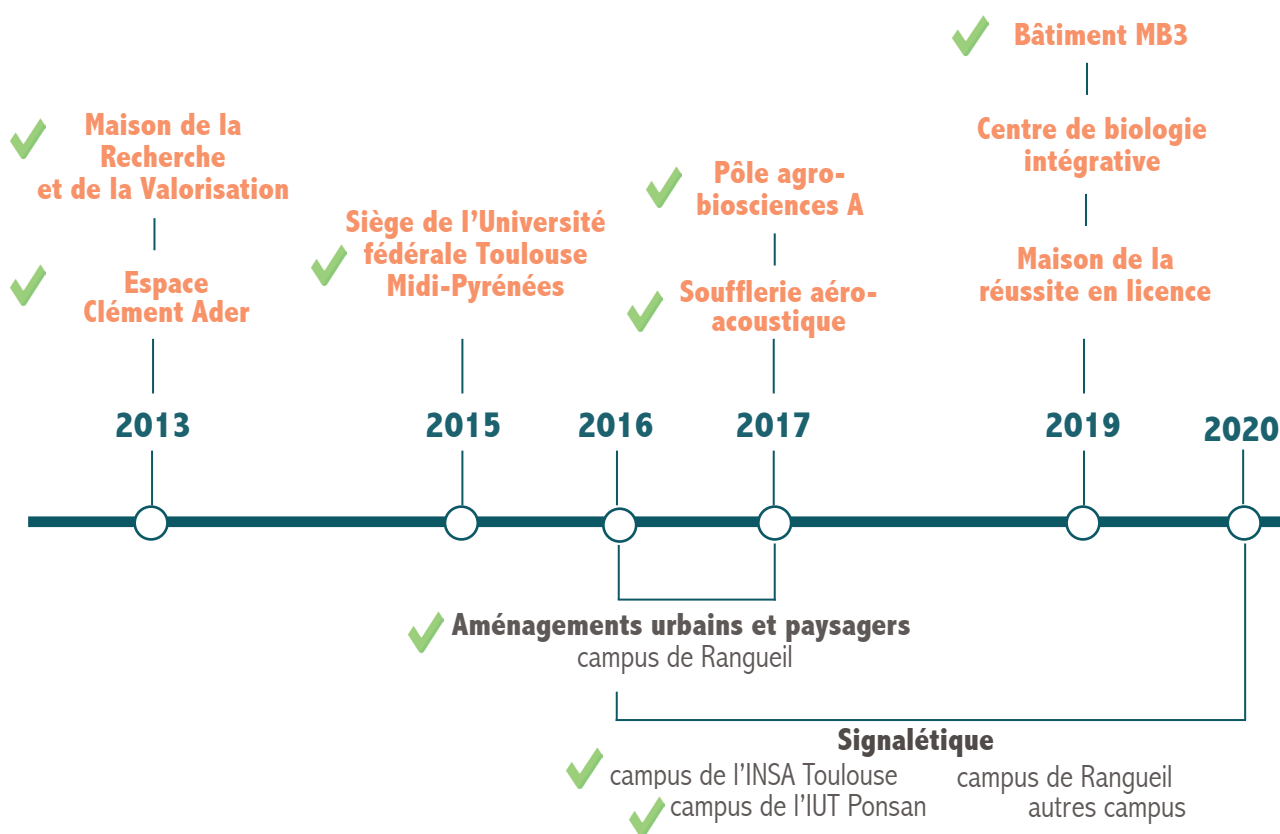 Bâtiment MB3
Maison de la
Recherche
et de la Valorisation
Centre de biologie
intégrative
Pôle agro-
biosciences A
Siège de l'Université
fédérale Toulouse
Midi-Pyrénées
Espace
Clément Ader
Soufflerie aéro-
acoustique
Maison de la
réussite en licence
2013
2015
2016
2017
2019
2020
Aménagements urbains et paysagers
campus de Rangueil
Signalétique
campus de l'INSA Toulouse
campus de Rangueil
campus de l'IUT Ponsan
autres campus